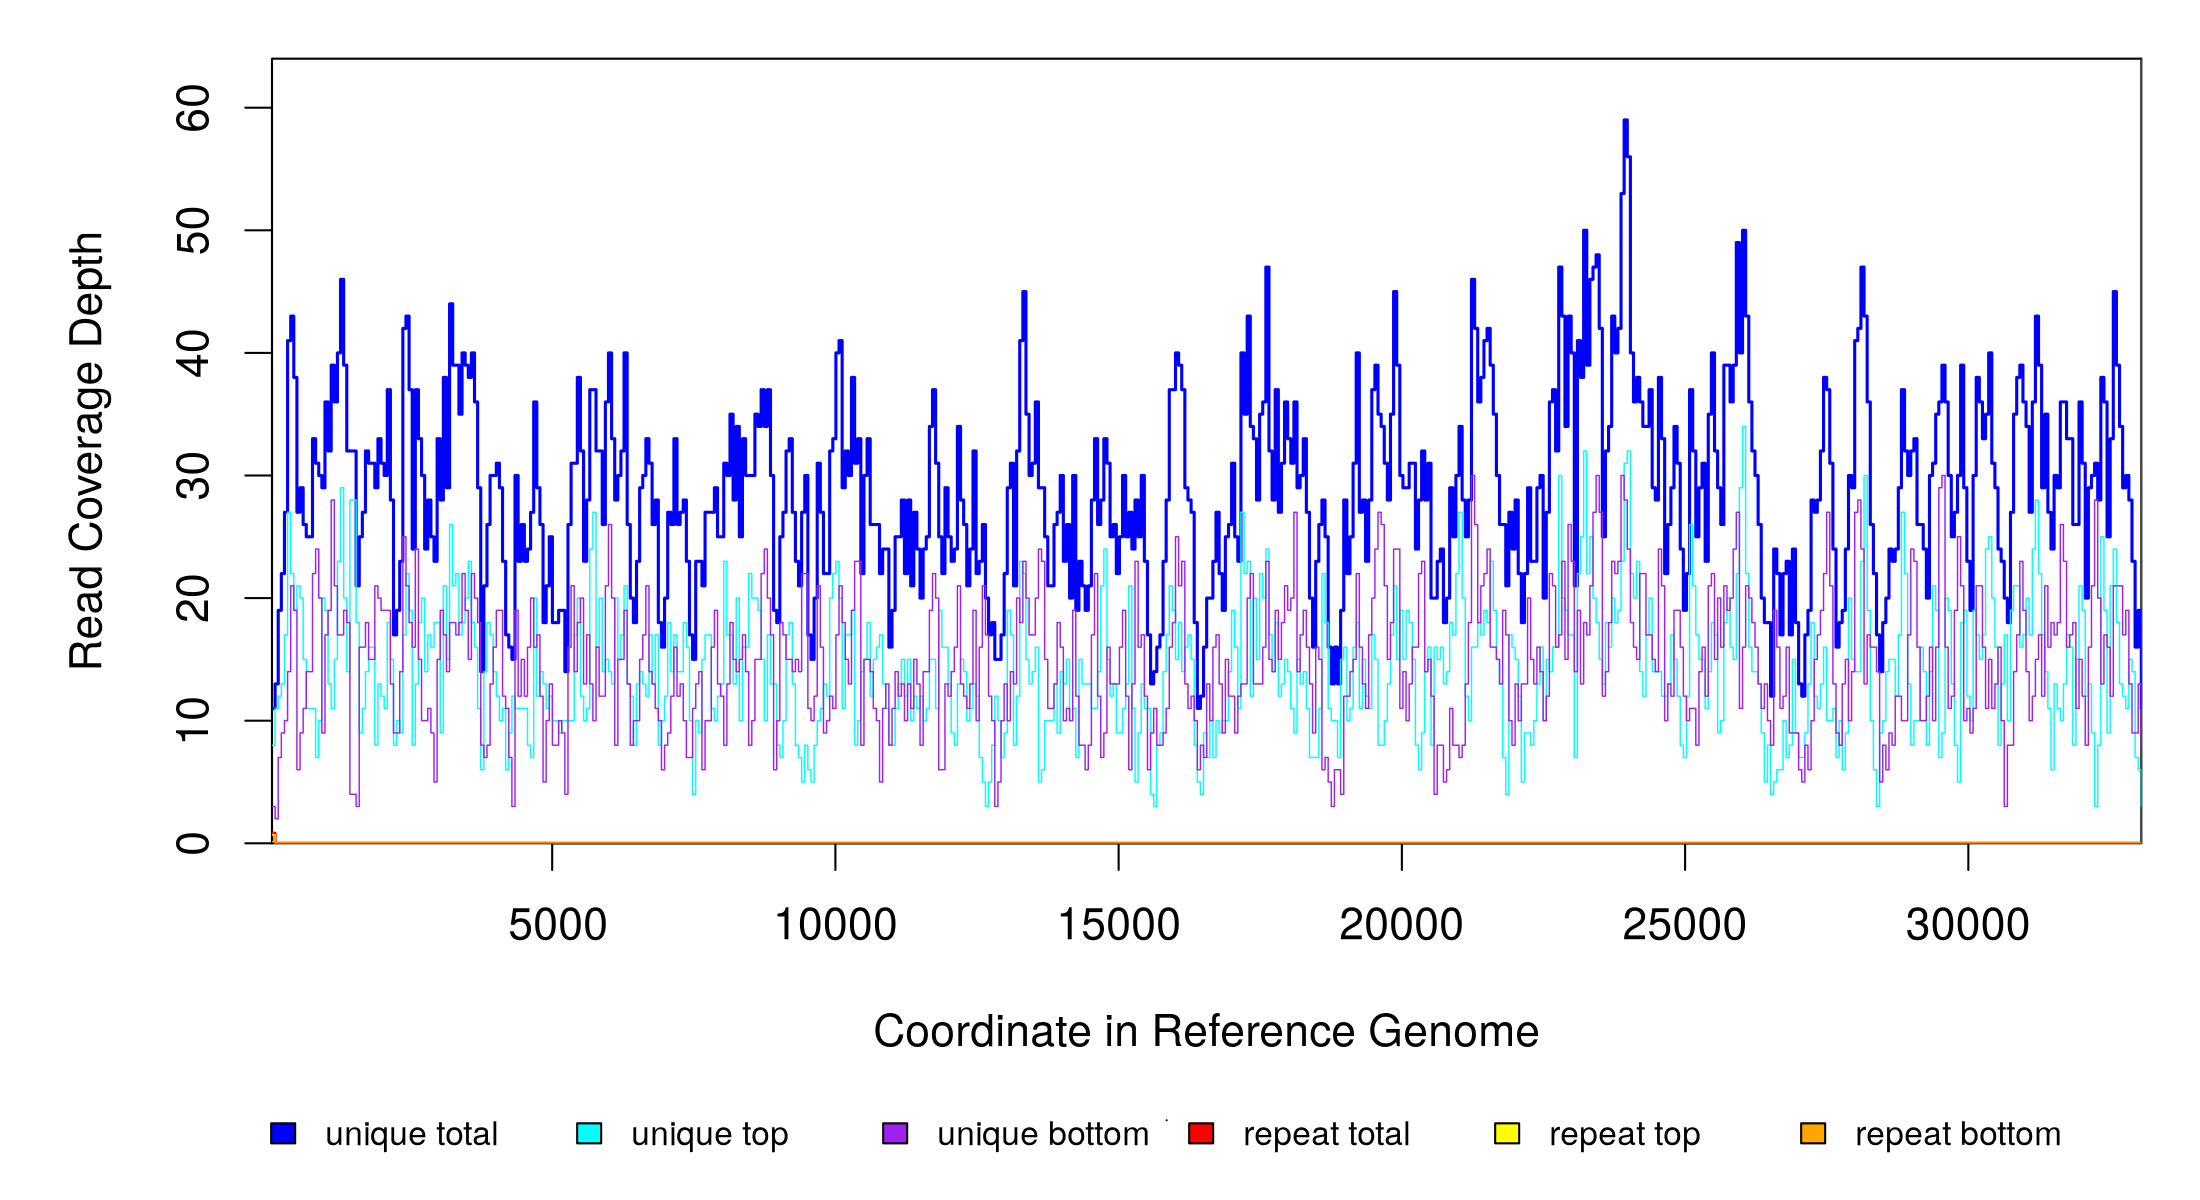 Read Coverage Depth
60
50
40
30
20
10
0
5000 10000 15000 20000 25000 30000
Coordinate in Reference Genome
unique total unique top unique bottom repeat total repeat top repeat bottom